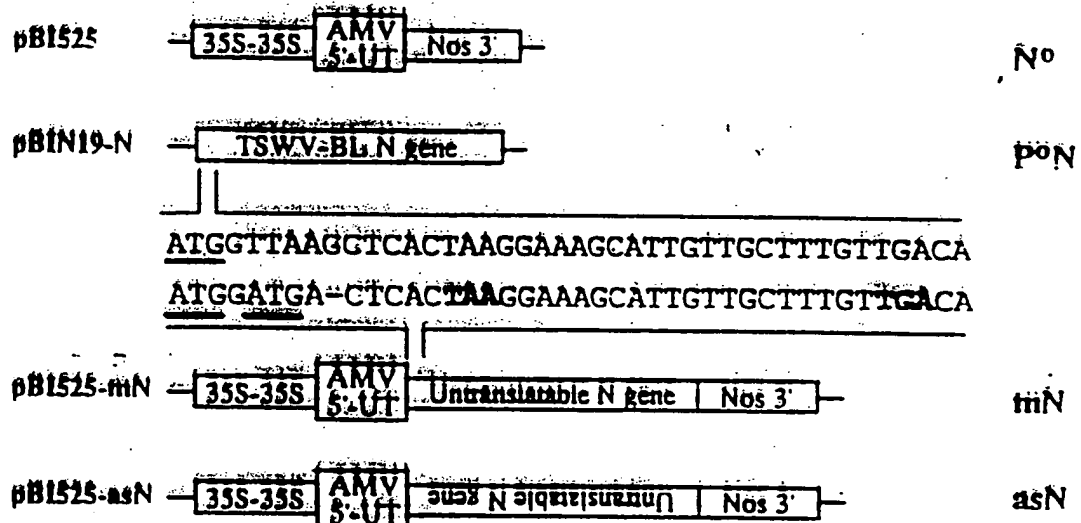 pBI525 35S-35S AMV 5'-UT Nos 3' N°
pBIN19-N TSWV-BL N gene P°N
ATGGTTAAGGTCACTAAGGAAAGCATTGTTGCTTTGTTGACA
ATGGATGA-CTCACTAAGGAAAGCATTGTTGCTTTGTTGACA
pBI525-mN 35S-35S AMV 5'-UT Untranslatable N gene Nos 3' mN
pBI525-asN 35S-35S AMV 5'-UT Untranslatable N gene Nos 3' asN